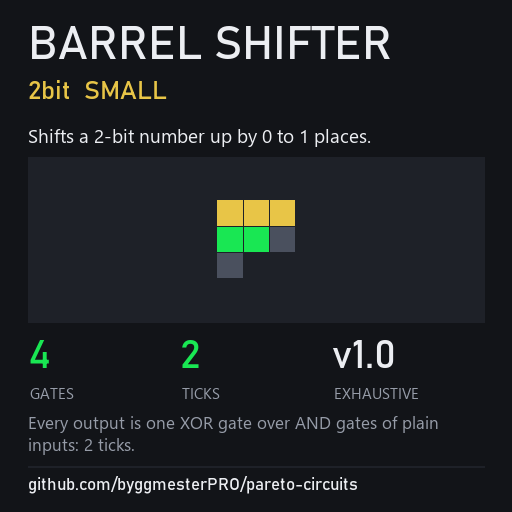 BARREL SHIFTER
2bit SMALL
Shifts a 2-bit number up by 0 to 1 places.
4 2 v1.0
GATES TICKS EXHAUSTIVE
Every output is one XOR gate over AND gates of plain
inputs: 2 ticks.
github.com/byggmesterPRO/pareto-circuits